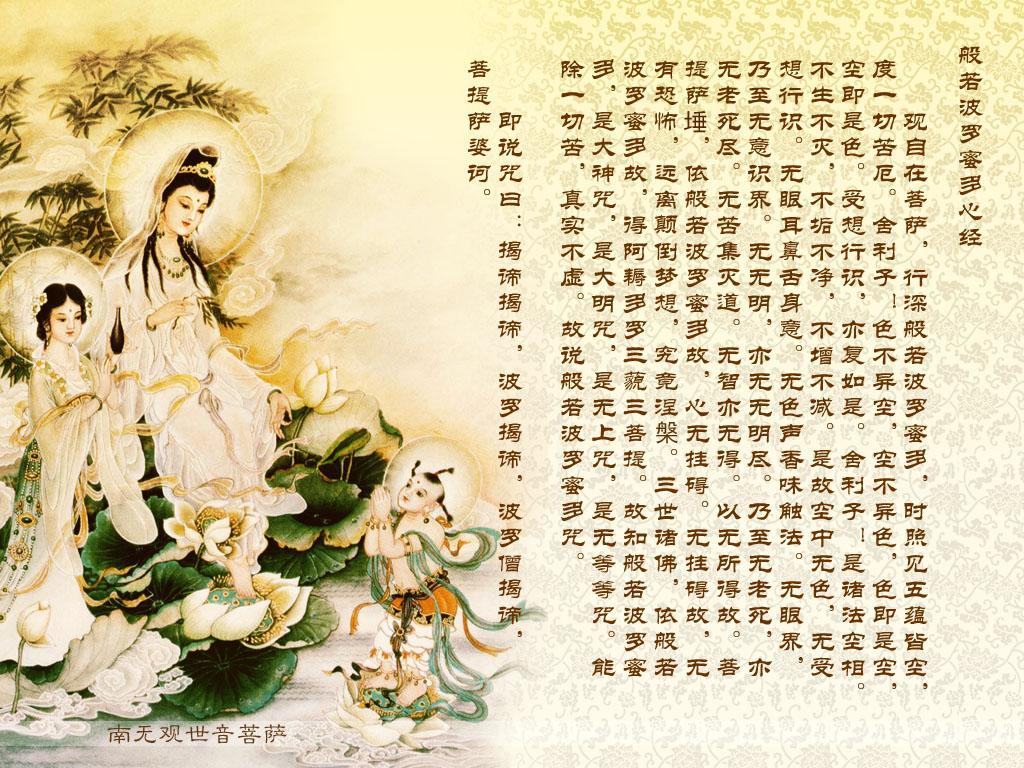 般若波罗蜜多心经
观自在菩萨，行深般若波罗蜜多，时照见五蕴皆空，
度一切苦厄。舍利子！色不异空，空不异色，色即是空，
空即是色。受想行识，亦复如是。舍利子！是诸法空相。
不生不灭，不垢不净，不增不减。是故空中无色，无受
想行识。无眼耳鼻舌身意。无色声香味触法。无眼界，
乃至无意识界。无无明，亦无无明尽。乃至无老死，亦
无老死尽。无苦集灭道。无智亦无得。以无所得故。菩
提萨埵，依般若波罗蜜多故，心无挂碍。无挂碍故，无
有恐怖，远离颠倒梦想，究竟涅槃。三世诸佛，依般若
波罗蜜多故，得阿耨多罗三藐三菩提。故知般若波罗蜜
多，是大神咒，是大明咒，是无上咒，是无等等咒。能
除一切苦，真实不虚。故说般若波罗蜜多咒。
即说咒曰：揭谛揭谛，波罗揭谛，波罗僧揭谛，
菩提萨婆诃。
南无观世音菩萨